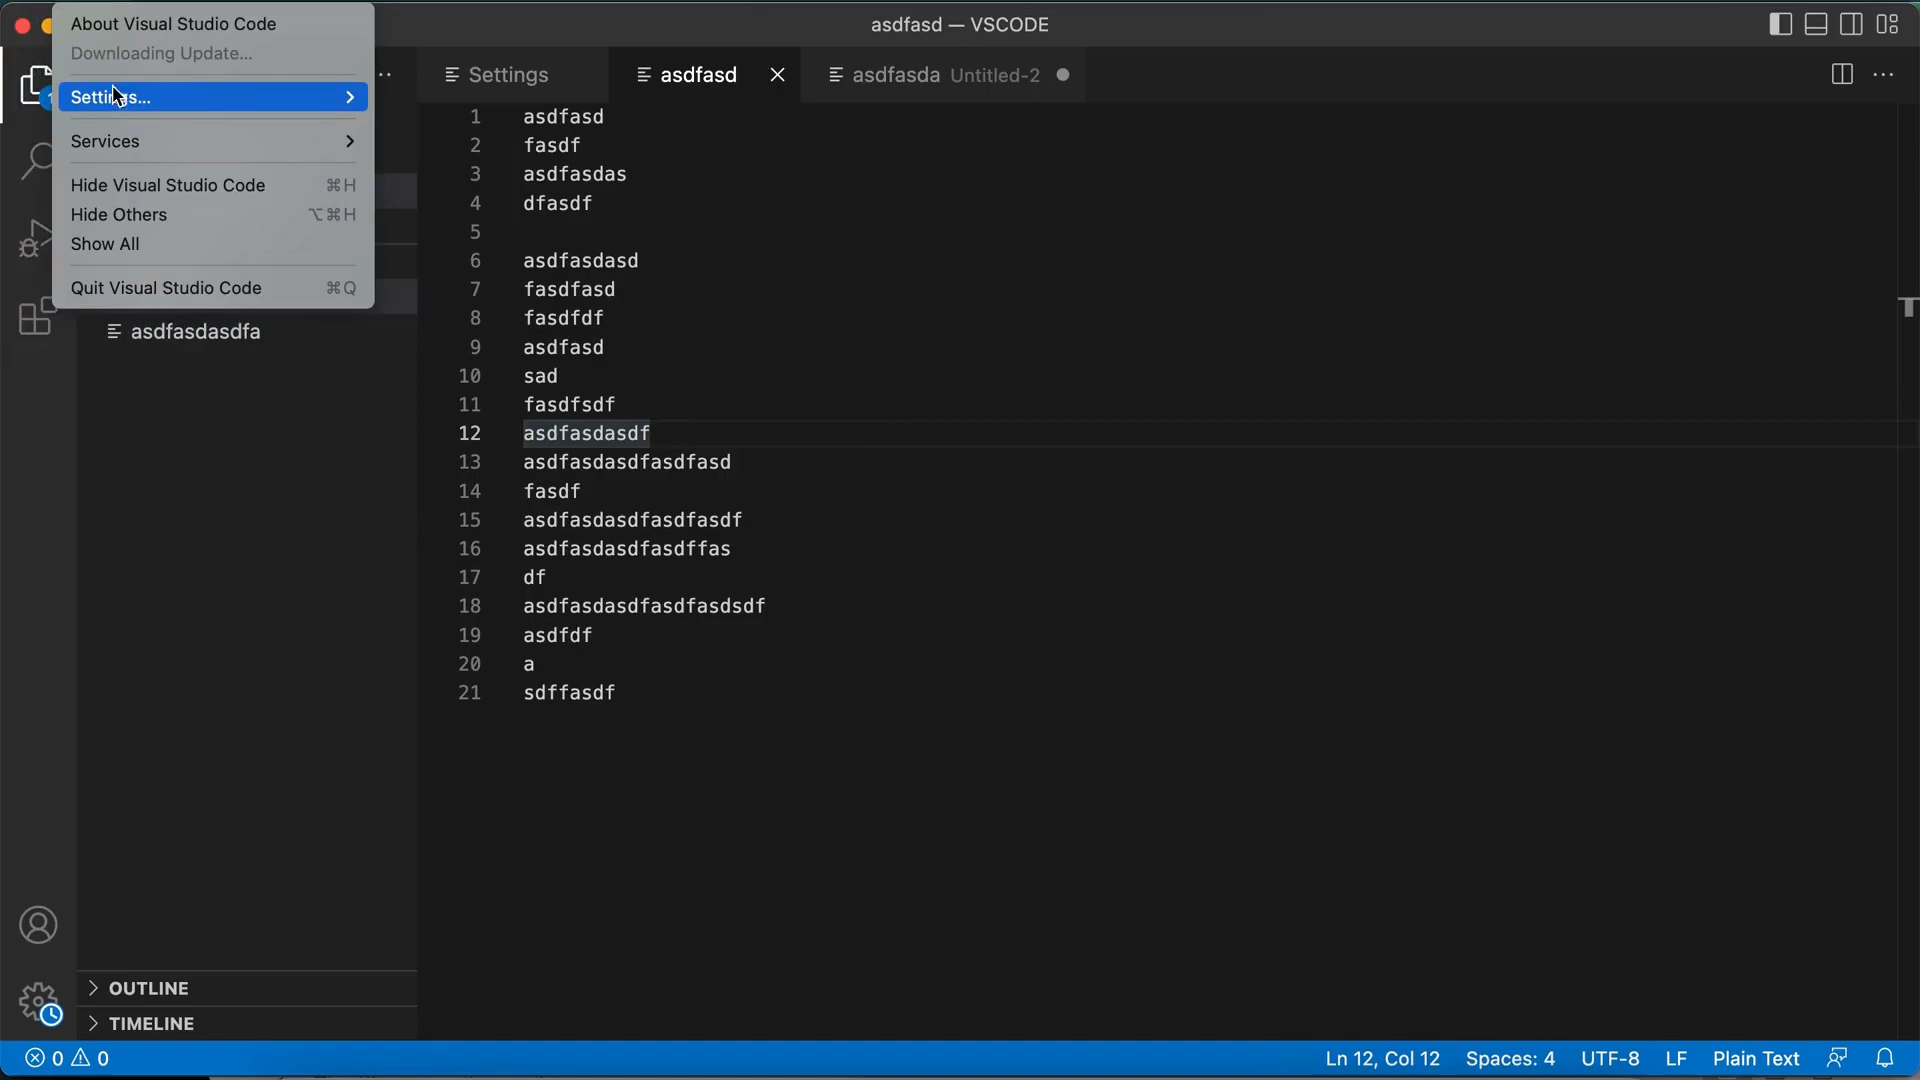 asdfasd — VSCODE
About Visual Studio Code
Downloading Update...
Settings...
Services
Hide Visual Studio Code ⌘H
Hide Others ⌥⌘H
Show All
Quit Visual Studio Code ⌘Q
asdfasdasdfa
OUTLINE
TIMELINE
Settings
asdfasd
asdfasda Untitled-2
1 asdfasd
2 fasdf
3 asdfasdas
4 dfasdf
5
6 asdfasdasd
7 fasdfasd
8 fasdfdf
9 asdfasd
10 sad
11 fasdfsdf
12 asdfasdasdf
13 asdfasdasdfasdfasd
14 fasdf
15 asdfasdasdfasdfasdf
16 asdfasdasdfasdffas
17 df
18 asdfasdasdfasdfasdsdf
19 asdfdf
20 a
21 sdffasdf
0 0
Ln 12, Col 12 Spaces: 4 UTF-8 LF Plain Text